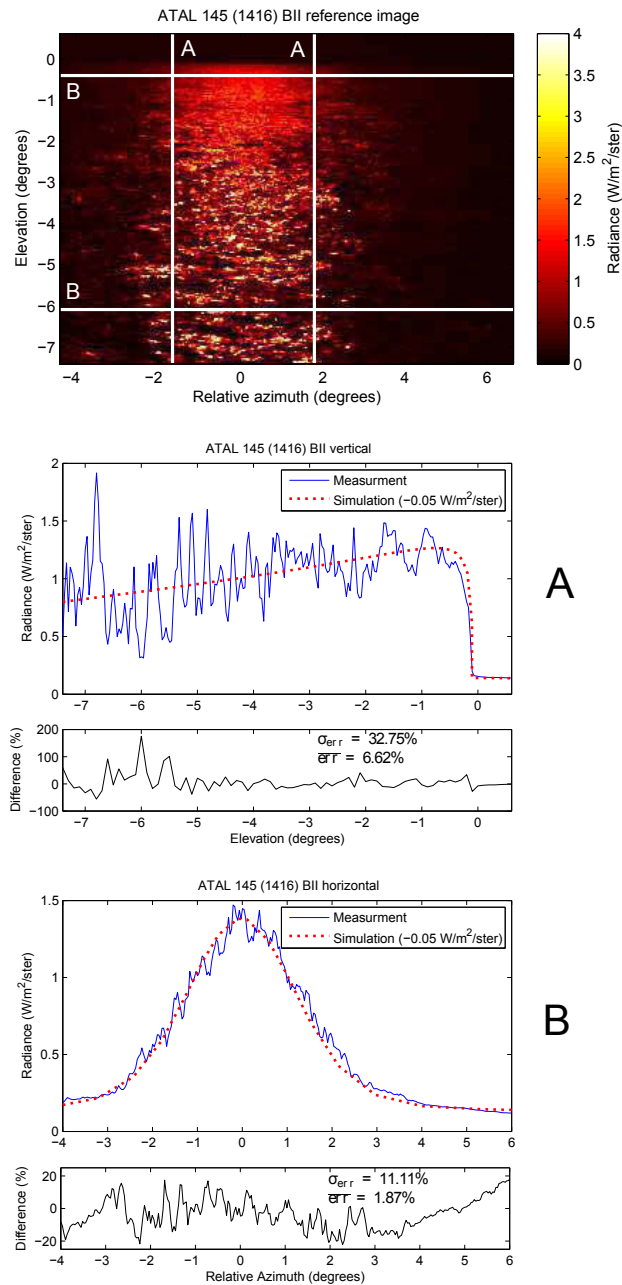 ATAL 145 (1416) BII reference image
A A
B
B
0
−1
−2
−3
−4
−5
−6
−7
Elevation (degrees)
−4 −2 0 2 4 6
Relative azimuth (degrees)
4
3.5
3
2.5
2
1.5
1
0.5
0
Radiance (W/m²/ster)
ATAL 145 (1416) BII vertical
2
1.5
1
0.5
0
Radiance (W/m²/ster)
Measurment
Simulation (−0.05 W/m²/ster)
−7 −6 −5 −4 −3 −2 −1 0
A
200
100
0
−100
Difference (%)
σerr = 32.75%
err = 6.62%
−7 −6 −5 −4 −3 −2 −1 0
Elevation (degrees)
ATAL 145 (1416) BII horizontal
1.5
1
0.5
0
Radiance (W/m²/ster)
Measurment
Simulation (−0.05 W/m²/ster)
−4 −3 −2 −1 0 1 2 3 4 5 6
B
20
0
−20
Difference (%)
σerr = 11.11%
err = 1.87%
−4 −3 −2 −1 0 1 2 3 4 5 6
Relative Azimuth (degrees)